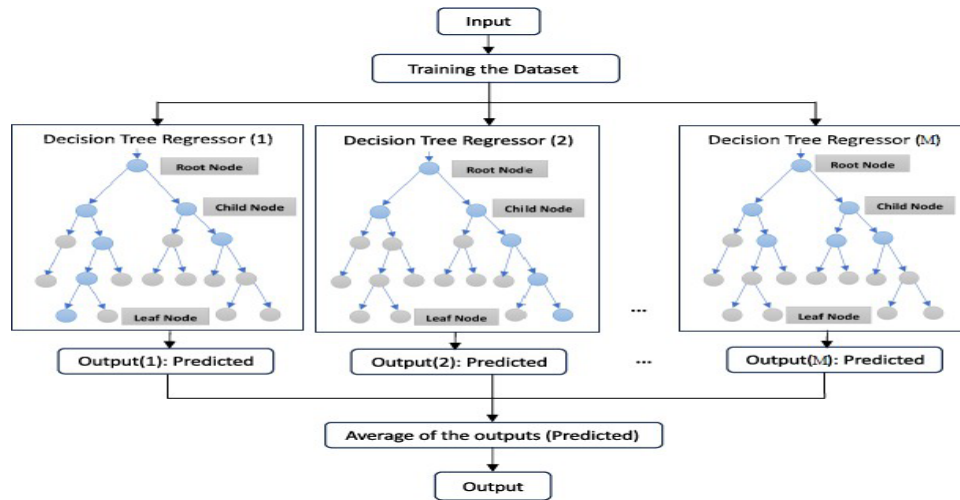 Input
Training the Dataset
Decision Tree Regressor (1)
Root Node
Child Node
Leaf Node
Decision Tree Regressor (2)
Root Node
Child Node
Leaf Node
...
Decision Tree Regressor (M)
Root Node
Child Node
Leaf Node
Output(1): Predicted
Output(2): Predicted
...
Output(M): Predicted
Average of the outputs (Predicted)
Output